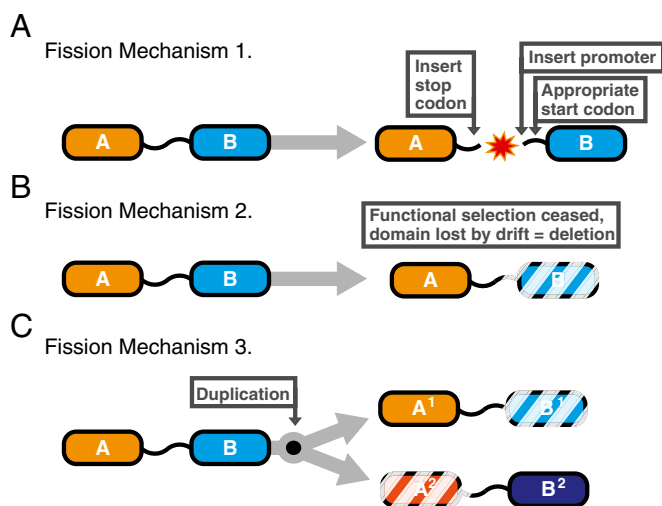 A
Fission Mechanism 1.
Insert stop codon
Insert promoter
Appropriate start codon
A B A B
B
Fission Mechanism 2.
Functional selection ceased,
domain lost by drift = deletion
A B A B
C
Fission Mechanism 3.
Duplication
A¹ B¹
A B
A² B²